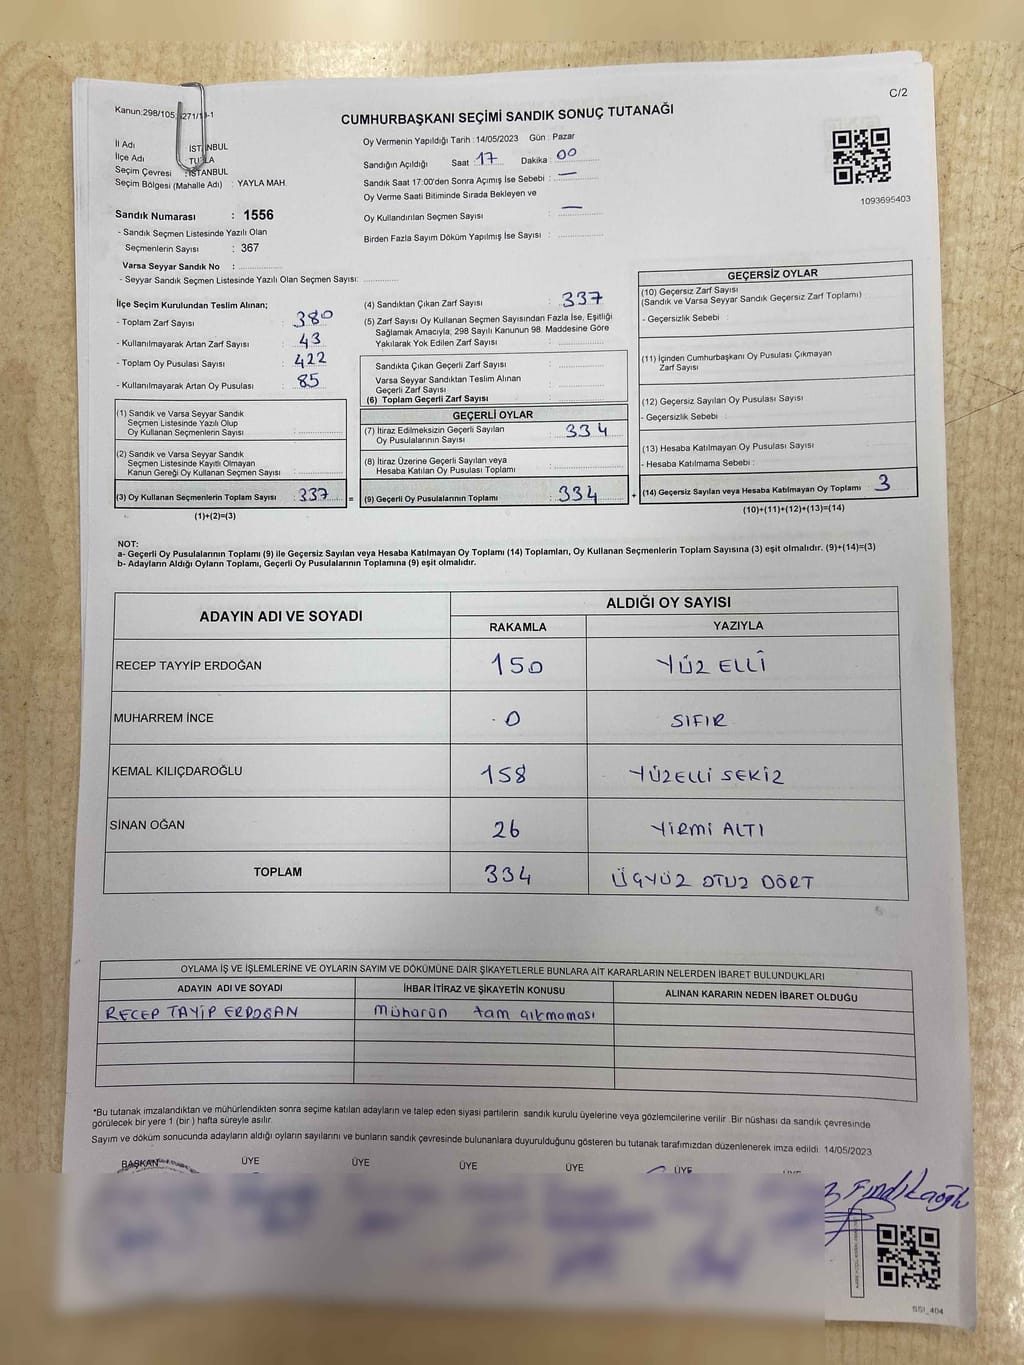 C/2
Kanun:298/105, 271/1-1
CUMHURBAŞKANI SEÇİMİ SANDIK SONUÇ TUTANAĞI
İl Adı : İSTANBUL
İlçe Adı TUZLA
Seçim Çevresi : İSTANBUL
Seçim Bölgesi (Mahalle Adı) : YAYLA MAH.
Oy Vermenin Yapıldığı Tarih : 14/05/2023 Gün : Pazar
Sandığın Açıldığı Saat : 17 Dakika : 00
Sandık Saat 17:00'den Sonra Açımış İse Sebebi : —
Oy Verme Saati Bitiminde Sırada Bekleyen ve
Oy Kullandırılan Seçmen Sayısı : —
Birden Fazla Sayım Döküm Yapılmış İse Sayısı :
1093695403
Sandık Numarası : 1556
- Sandık Seçmen Listesinde Yazılı Olan
Seçmenlerin Sayısı : 367
Varsa Seyyar Sandık No :
- Seyyar Sandık Seçmen Listesinde Yazılı Olan Seçmen Sayısı:
İlçe Seçim Kurulundan Teslim Alınan;
- Toplam Zarf Sayısı : 380
- Kullanılmayarak Artan Zarf Sayısı : 43
- Toplam Oy Pusulası Sayısı : 422
- Kullanılmayarak Artan Oy Pusulası : 85
(1) Sandık ve Varsa Seyyar Sandık
Seçmen Listesinde Yazılı Olup
Oy Kullanan Seçmenlerin Sayısı :
(2) Sandık ve Varsa Seyyar Sandık
Seçmen Listesinde Kayıtlı Olmayan
Kanun Gereği Oy Kullanan Seçmen Sayısı :
(3) Oy Kullanan Seçmenlerin Toplam Sayısı : 337 =
(1)+(2)=(3)
(4) Sandıktan Çıkan Zarf Sayısı : 337
(5) Zarf Sayısı Oy Kullanan Seçmen Sayısından Fazla İse, Eşitliği
Sağlamak Amacıyla; 298 Sayılı Kanunun 98. Maddesine Göre
Yakılarak Yok Edilen Zarf Sayısı :
Sandıkta Çıkan Geçerli Zarf Sayısı :
Varsa Seyyar Sandıktan Teslim Alınan
Geçerli Zarf Sayısı :
(6) Toplam Geçerli Zarf Sayısı
GEÇERLİ OYLAR
(7) İtiraz Edilmeksizin Geçerli Sayılan
Oy Pusulalarının Sayısı : 334
(8) İtiraz Üzerine Geçerli Sayılan veya
Hesaba Katılan Oy Pusulası Toplamı :
(9) Geçerli Oy Pusulalarının Toplamı : 334 +
GEÇERSİZ OYLAR
(10) Geçersiz Zarf Sayısı
(Sandık ve Varsa Seyyar Sandık Geçersiz Zarf Toplamı)
- Geçersizlik Sebebi :
(11) İçinden Cumhurbaşkanı Oy Pusulası Çıkmayan
Zarf Sayısı
(12) Geçersiz Sayılan Oy Pusulası Sayısı
- Geçersizlik Sebebi :
(13) Hesaba Katılmayan Oy Pusulası Sayısı
- Hesaba Katılmama Sebebi :
(14) Geçersiz Sayılan veya Hesaba Katılmayan Oy Toplamı 3
(10)+(11)+(12)+(13)=(14)
NOT:
a- Geçerli Oy Pusulalarının Toplamı (9) ile Geçersiz Sayılan veya Hesaba Katılmayan Oy Toplamı (14) Toplamları, Oy Kullanan Seçmenlerin Toplam Sayısına (3) eşit olmalıdır. (9)+(14)=(3)
b- Adayların Aldığı Oyların Toplamı, Geçerli Oy Pusulalarının Toplamına (9) eşit olmalıdır.
ADAYIN ADI VE SOYADI ALDIĞI OY SAYISI
RAKAMLA YAZIYLA
RECEP TAYYİP ERDOĞAN 150 YÜZ ELLİ
MUHARREM İNCE 0 SIFIR
KEMAL KILIÇDAROĞLU 158 YÜZELLİ SEKİZ
SİNAN OĞAN 26 YİRMİ ALTI
TOPLAM 334 ÜÇYÜZ OTUZ DÖRT
OYLAMA İŞ VE İŞLEMLERİNE VE OYLARIN SAYIM VE DÖKÜMÜNE DAİR ŞİKAYETLERLE BUNLARA AİT KARARLARIN NELERDEN İBARET BULUNDUKLARI
ADAYIN ADI VE SOYADI İHBAR İTİRAZ VE ŞİKAYETİN KONUSU ALINAN KARARIN NEDEN İBARET OLDUĞU
RECEP TAYİP ERDOĞAN Mühürün tam çıkmaması
*Bu tutanak imzalandıktan ve mühürlendikten sonra seçime katılan adayların ve talep eden siyasi partilerin sandık kurulu üyelerine veya gözlemcilerine verilir .Bir nüshası da sandık çevresinde
görülecek bir yere 1 (bir ) hafta süreyle asılır.
Sayım ve döküm sonucunda adayların aldığı oyların sayılarını ve bunların sandık çevresinde bulunanlara duyurulduğunu gösteren bu tutanak tarafımızdan düzenlenerek imza edildi. 14/05/2023
BAŞKAN ÜYE ÜYE ÜYE ÜYE ÜYE
Fındıkaoğlu
SSI_404